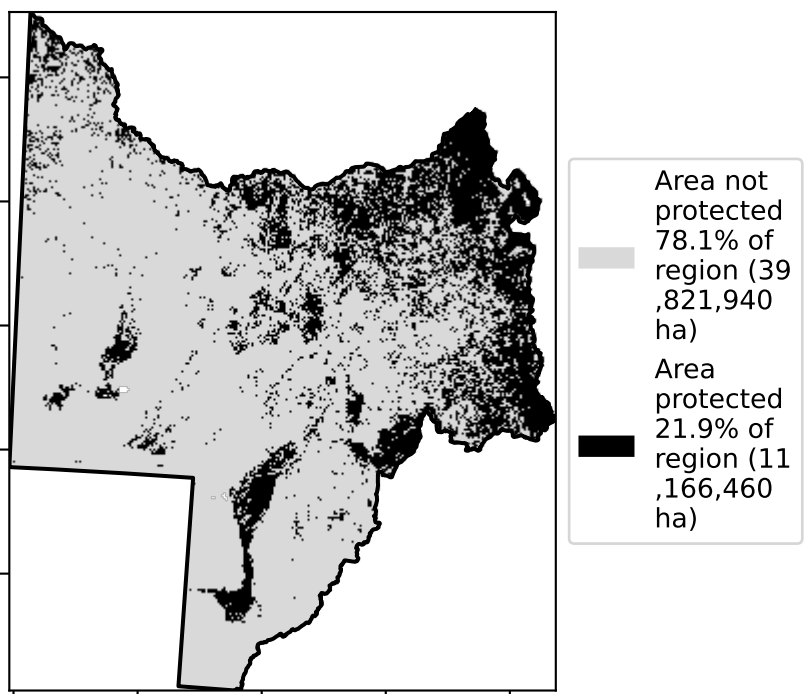 Area not
protected
78.1% of
region (39
,821,940
ha)
Area
protected
21.9% of
region (11
,166,460
ha)